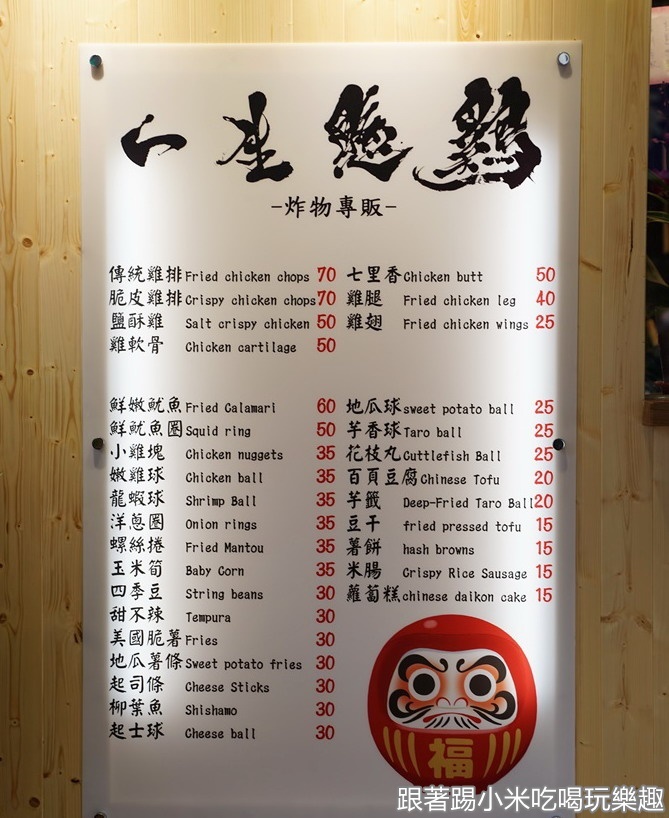 一座懸鷄
-炸物專販-
傳統雞排 Fried chicken chops 70
脆皮雞排 Crispy chicken chops 70
鹽酥雞 Salt crispy chicken 50
雞軟骨 Chicken cartilage 50
七里香 Chicken butt 50
雞腿 Fried chicken leg 40
雞翅 Fried chicken wings 25
鮮嫩魷魚 Fried Calamari 60
鮮魷魚圈 Squid ring 50
小雞塊 Chicken nuggets 35
嫩雞球 Chicken ball 35
龍蝦球 Shrimp Ball 35
洋蔥圈 Onion rings 35
螺絲捲 Fried Mantou 35
玉米筍 Baby Corn 35
四季豆 String beans 30
甜不辣 Tempura 30
美國脆薯 Fries 30
地瓜薯條 Sweet potato fries 30
起司條 Cheese Sticks 30
柳葉魚 Shishamo 30
起士球 Cheese ball 30
地瓜球 sweet potato ball 25
芋香球 Taro ball 25
花枝丸 Cuttlefish Ball 25
百頁豆腐 Chinese Tofu 20
芋籤 Deep-Fried Taro Ball 20
豆干 fried pressed tofu 15
薯餅 hash browns 15
米腸 Crispy Rice Sausage 15
蘿蔔糕 chinese daikon cake 15
福
跟著踢小米吃喝玩樂趣